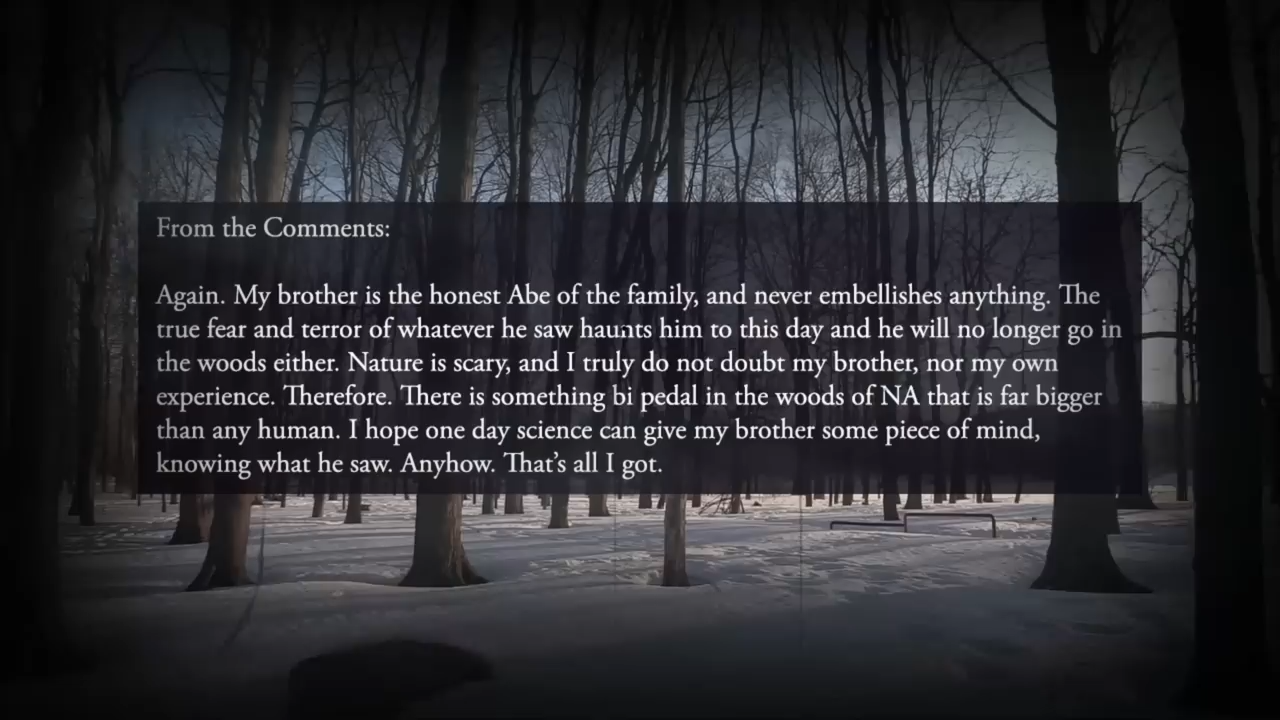 From the Comments:
Again. My brother is the honest Abe of the family, and never embellishes anything. The
true fear and terror of whatever he saw haunts him to this day and he will no longer go in
the woods either. Nature is scary, and I truly do not doubt my brother, nor my own
experience. Therefore. There is something bi pedal in the woods of NA that is far bigger
than any human. I hope one day science can give my brother some piece of mind,
knowing what he saw. Anyhow. That’s all I got.